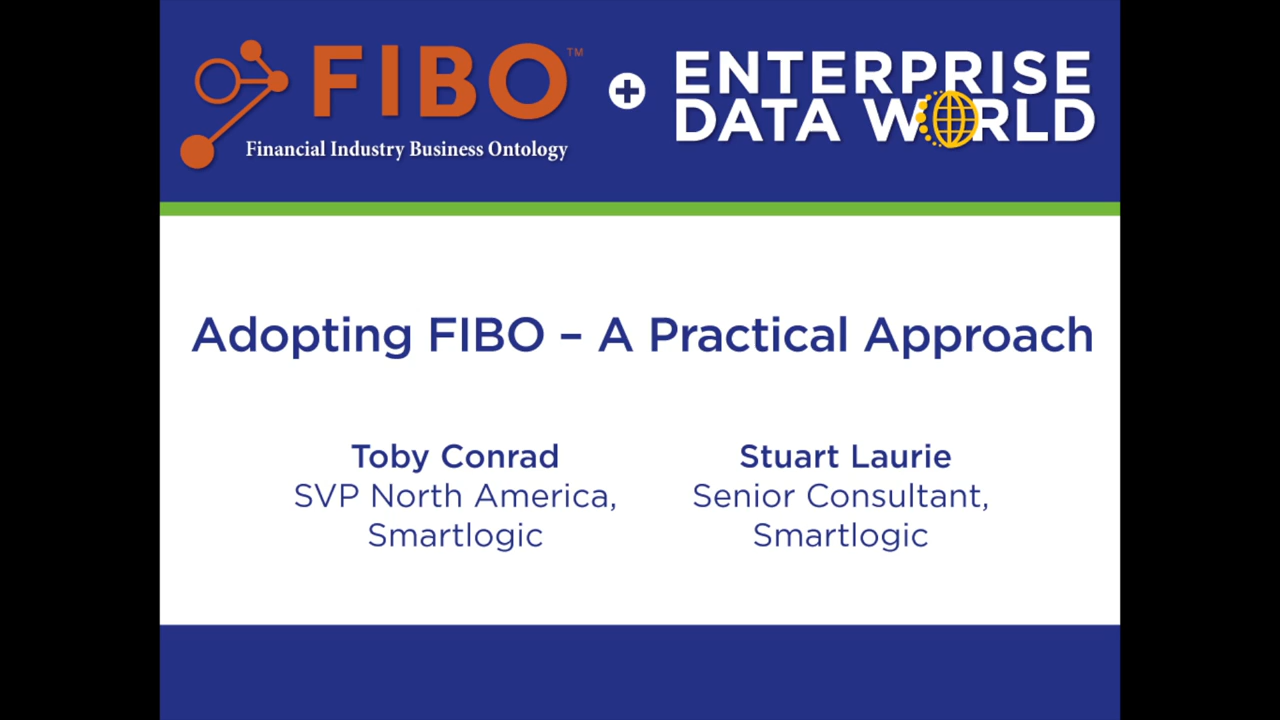 FIBO™
Financial Industry Business Ontology
ENTERPRISE
DATA WORLD
Adopting FIBO – A Practical Approach
Toby Conrad
SVP North America,
Smartlogic
Stuart Laurie
Senior Consultant,
Smartlogic